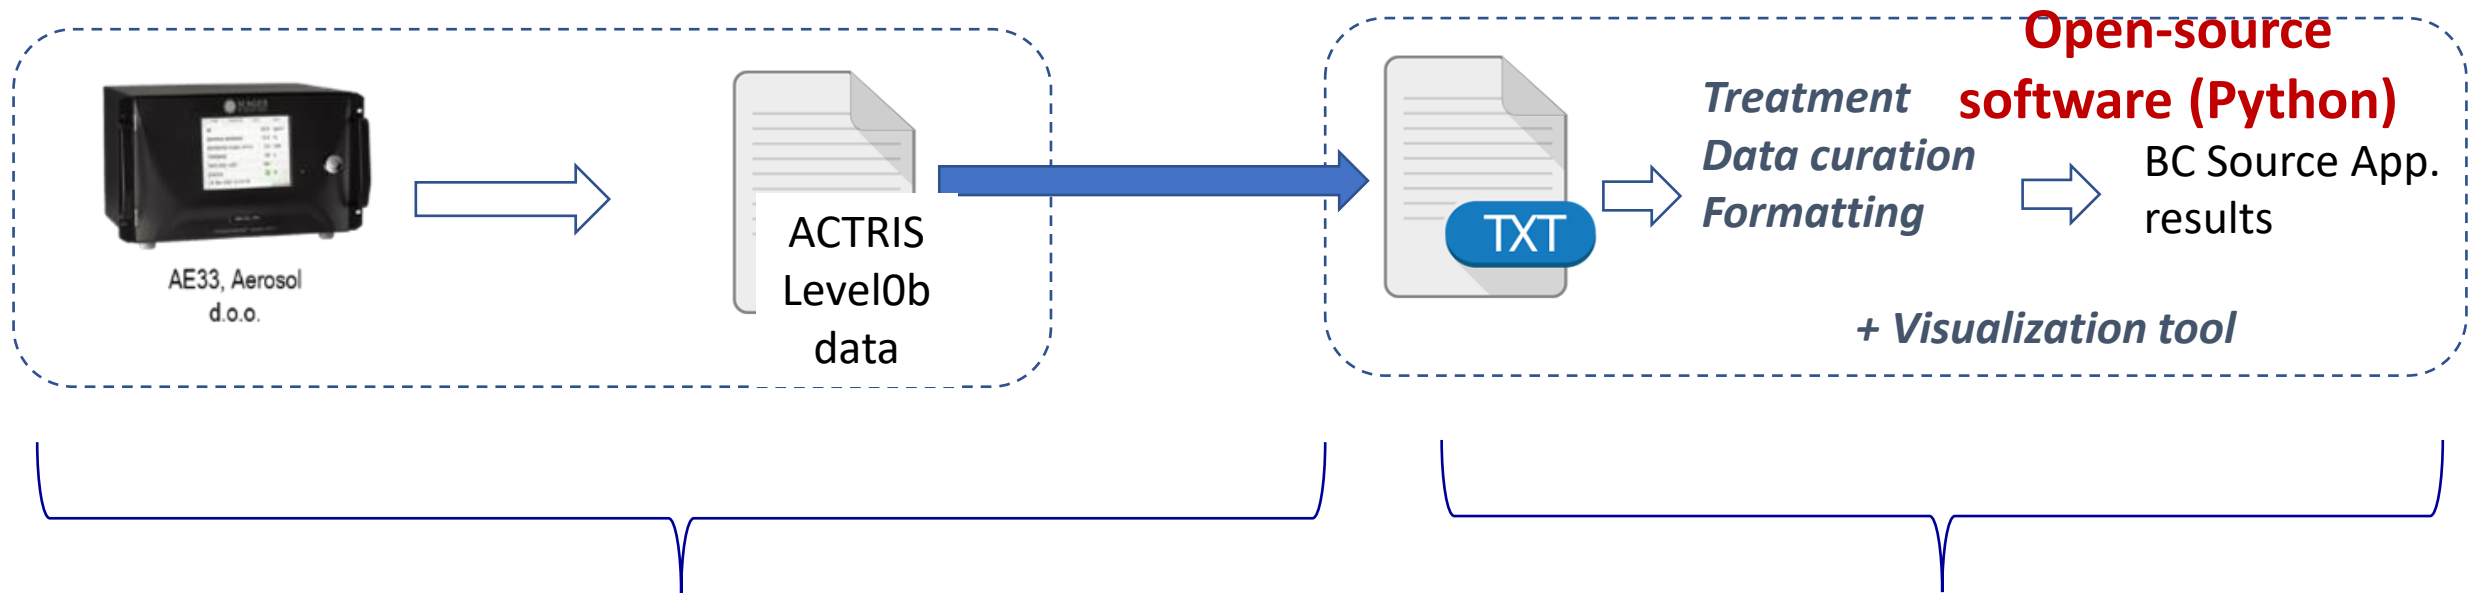 AE33, Aerosol
d.o.o.
ACTRIS
Level0b
data
TXT
Treatment
Data curation
Formatting
Open-source
software (Python)
BC Source App.
results
+ Visualization tool